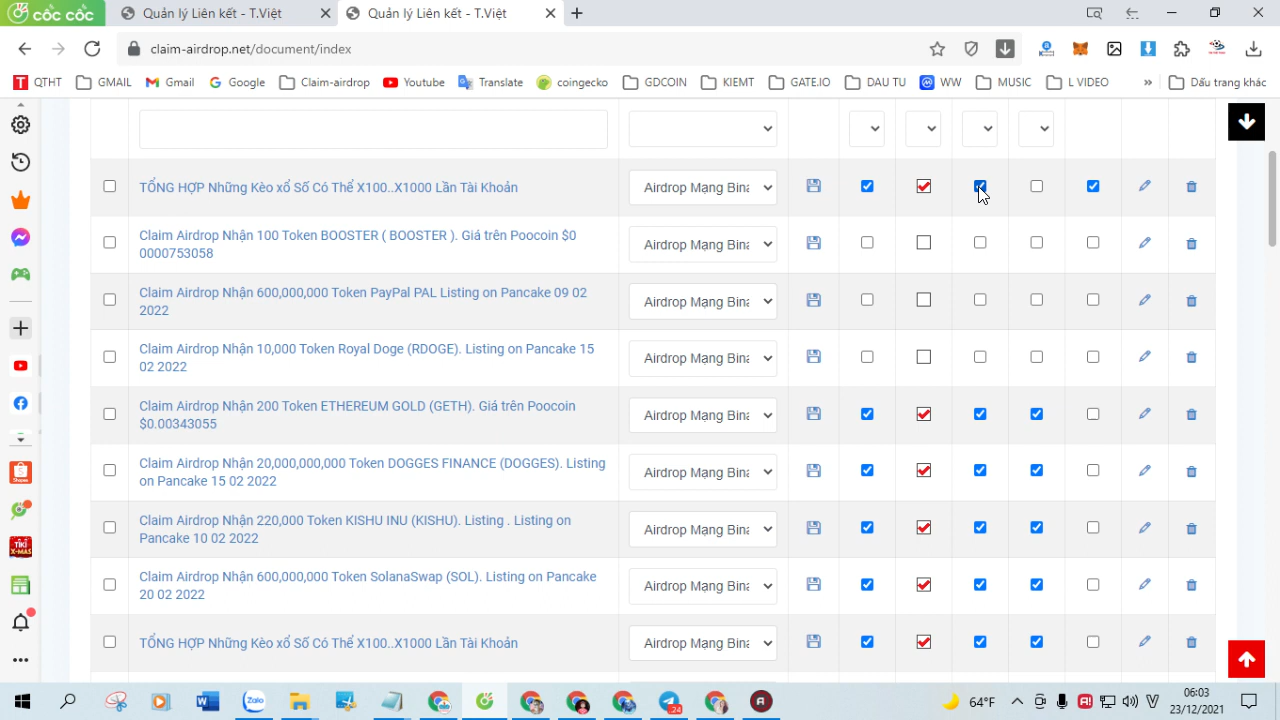 cốc cốc
Quản lý kết - T.Việt
Quản lý kết - T.Việt
claim-airdrop.net/document/index
QTHT
GMAIL
Gmail
Google
Claim-airdrop
Youtube
Translate
coingecko
GDCOIN
KIEMT
GATE.IO
DAU TU
WW
MUSIC
L VIDEO
»
Dấu trang khác
TỔNG HỢP Những Kèo xổ Số Có Thể X100..X1000 Lần Tài Khoản
Airdrop Mạng Bina
Claim Airdrop Nhận 100 Token BOOSTER ( BOOSTER ). Giá trên Poocoin $0
0000753058
Airdrop Mạng Bina
Claim Airdrop Nhận 600,000,000 Token PayPal PAL Listing on Pancake 09 02
2022
Airdrop Mạng Bina
Claim Airdrop Nhận 10,000 Token Royal Doge (RDOGE). Listing on Pancake 15
02 2022
Airdrop Mạng Bina
Claim Airdrop Nhận 200 Token ETHEREUM GOLD (GETH). Giá trên Poocoin
$0.00343055
Airdrop Mạng Bina
Claim Airdrop Nhận 20,000,000,000 Token DOGGES FINANCE (DOGGES). Listing
on Pancake 15 02 2022
Airdrop Mạng Bina
Claim Airdrop Nhận 220,000 Token KISHU INU (KISHU). Listing . Listing on
Pancake 10 02 2022
Airdrop Mạng Bina
Claim Airdrop Nhận 600,000,000 Token SolanaSwap (SOL). Listing on Pancake
20 02 2022
Airdrop Mạng Bina
TỔNG HỢP Những Kèo xổ Số Có Thể X100..X1000 Lần Tài Khoản
Airdrop Mạng Bina
Zalo
24
64°F
06:03
23/12/2021